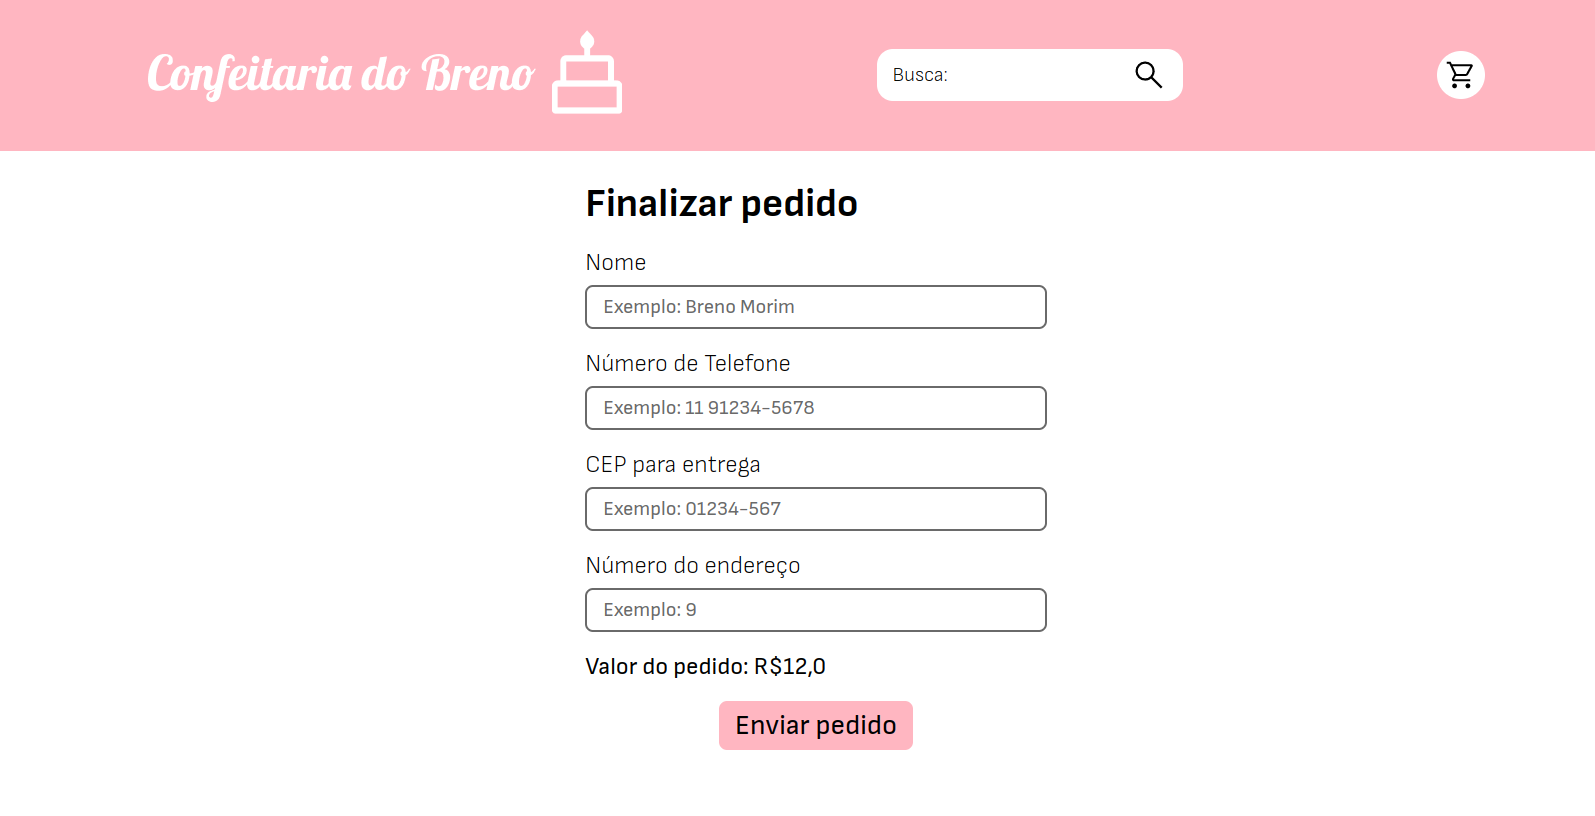 Confeitaria do Breno
Busca:
Finalizar pedido
Nome
Exemplo: Breno Morim
Número de Telefone
Exemplo: 11 91234-5678
CEP para entrega
Exemplo: 01234-567
Número do endereço
Exemplo: 9
Valor do pedido: R$12,0
Enviar pedido